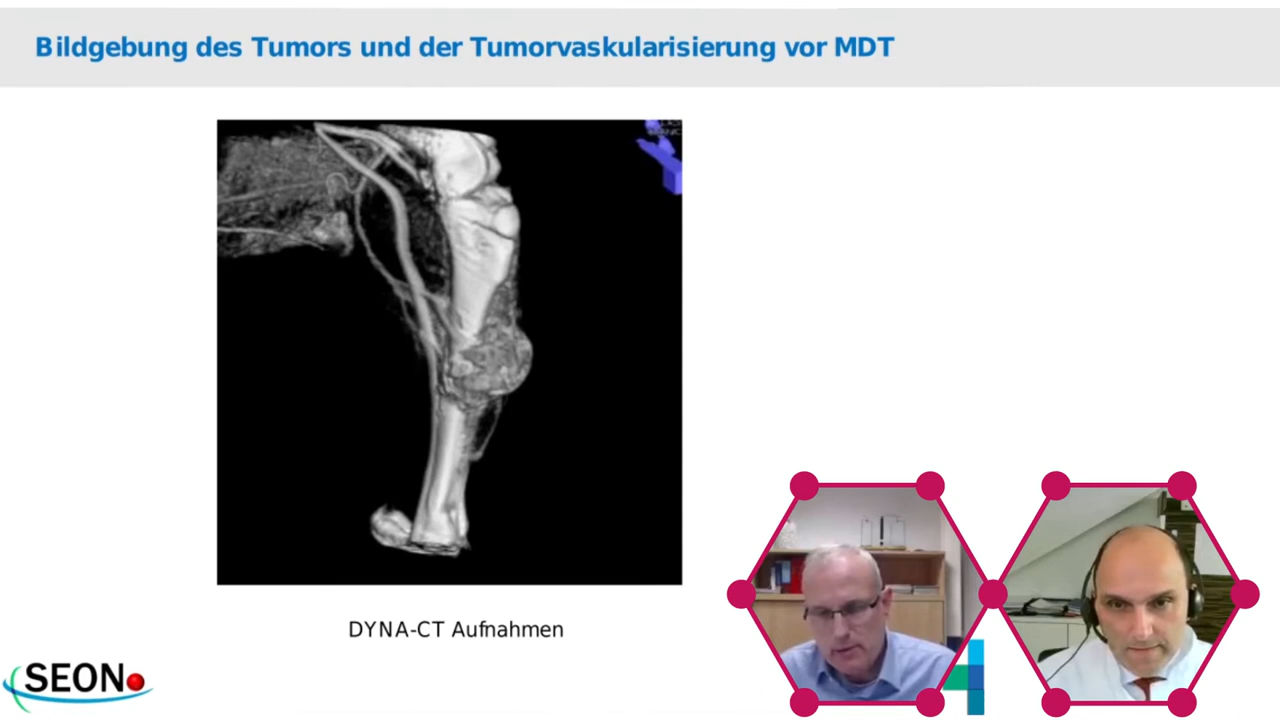 Bildgebung des Tumors und der Tumorvaskularisierung vor MDT
DYNA-CT Aufnahmen
SEON